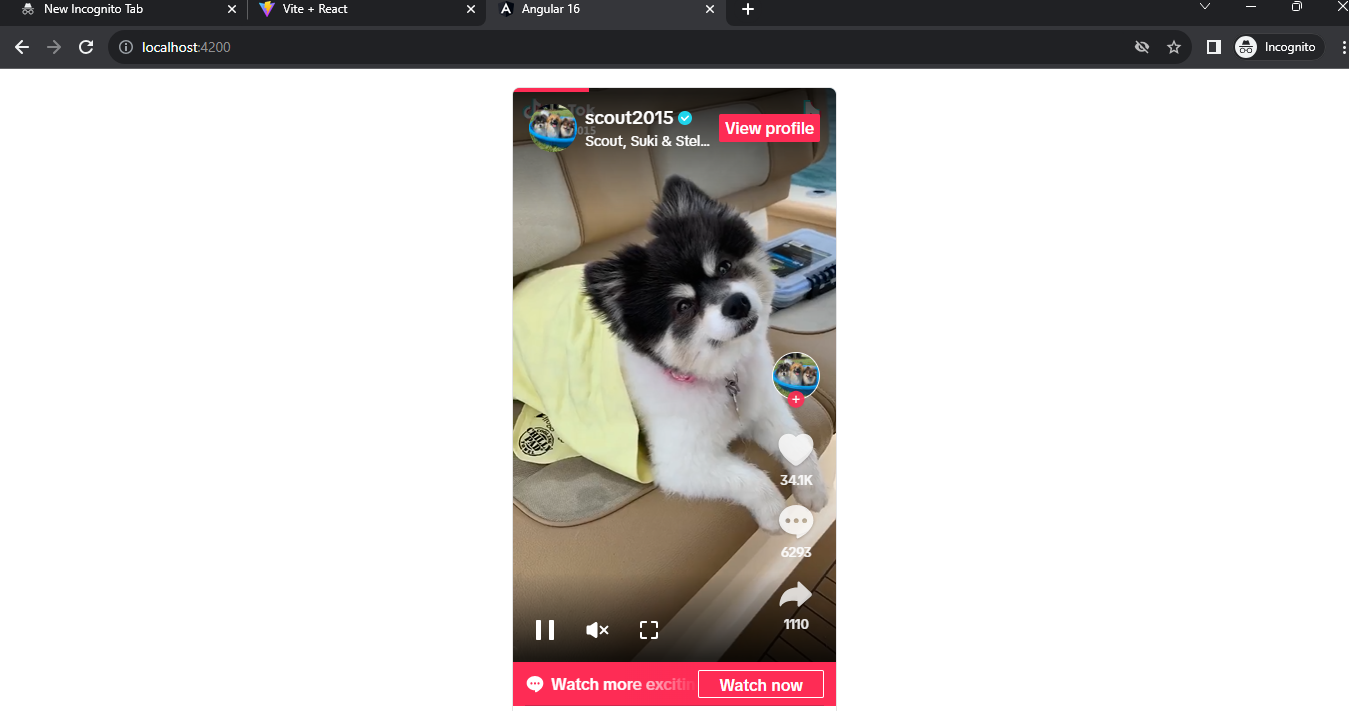 New Incognito Tab
Vite + React
Angular 16
localhost:4200
Incognito
scout2015
View profile
Scout, Suki & Stel...
34.1K
6293
1110
Watch more excitin
Watch now